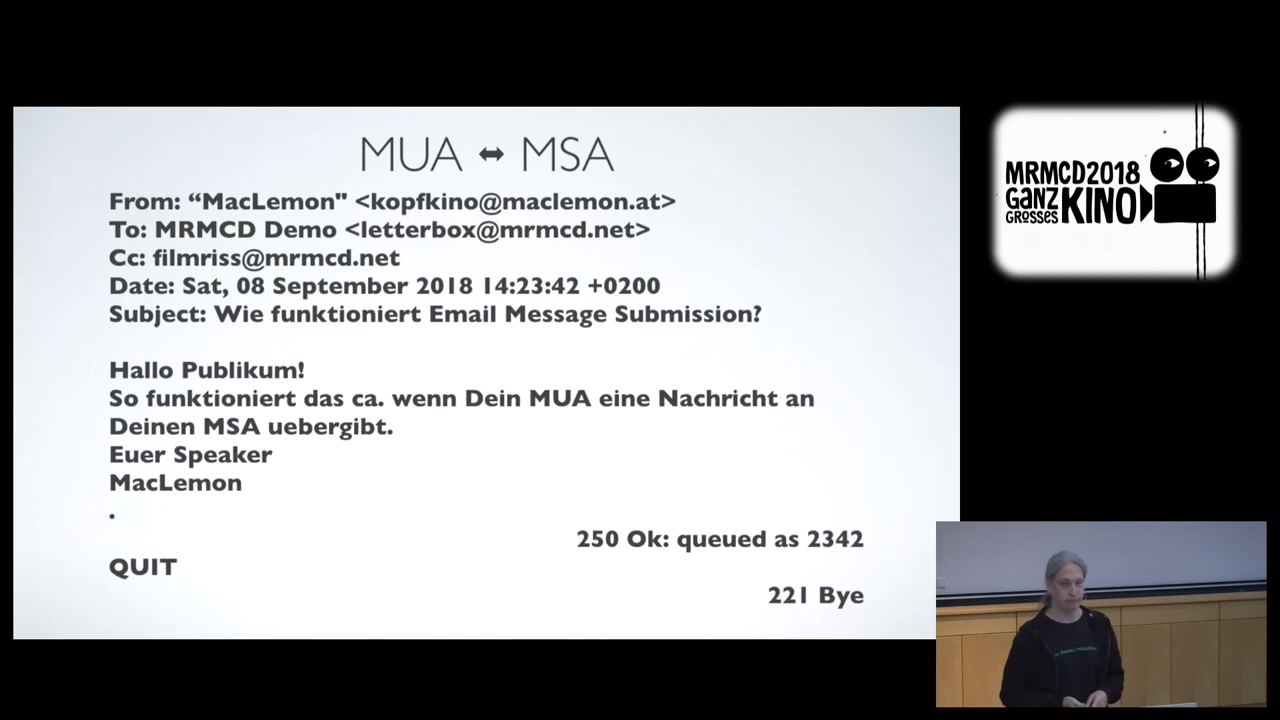 MUA ↔ MSA
From: “MacLemon" <kopfkino@maclemon.at>
To: MRMCD Demo <letterbox@mrmcd.net>
Cc: filmriss@mrmcd.net
Date: Sat, 08 September 2018 14:23:42 +0200
Subject: Wie funktioniert Email Message Submission?
Hallo Publikum!
So funktioniert das ca. wenn Dein MUA eine Nachricht an
Deinen MSA uebergibt.
Euer Speaker
MacLemon
.
250 Ok: queued as 2342
QUIT
221 Bye
MRMCD2018
GANZ
GROSSES
KINO